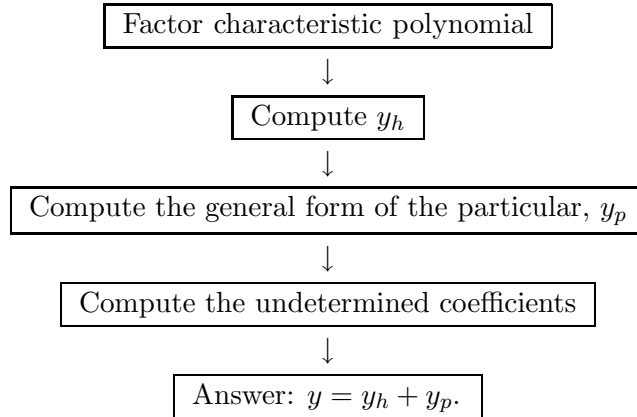 Factor characteristic polynomial
↓
Compute $y_h$
↓
Compute the general form of the particular, $y_p$
↓
Compute the undetermined coefficients
↓
Answer: $y = y_h + y_p$.